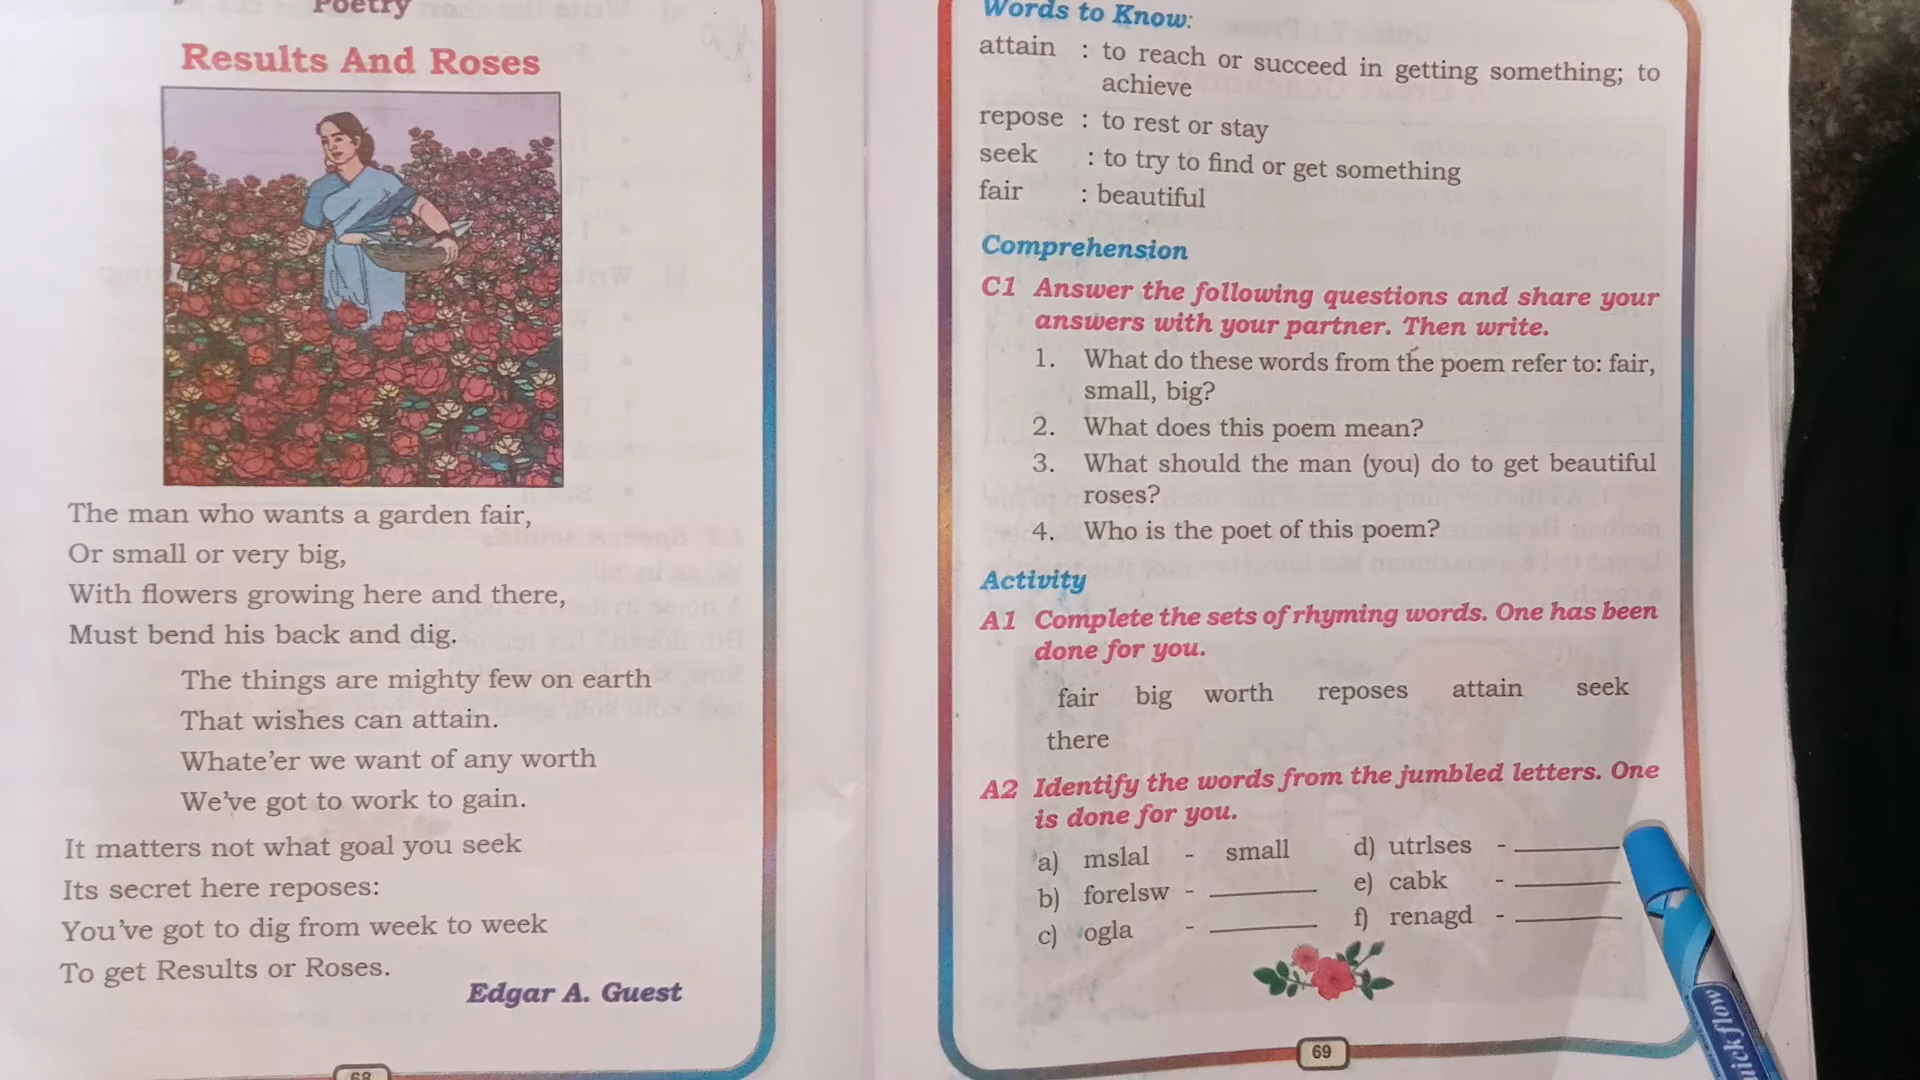 Poetry
Results And Roses
The man who wants a garden fair,
Or small or very big,
With flowers growing here and there,
Must bend his back and dig.
The things are mighty few on earth
That wishes can attain.
Whate'er we want of any worth
We've got to work to gain.
It matters not what goal you seek
Its secret here reposes:
You've got to dig from week to week
To get Results or Roses.
Edgar A. Guest
68
Words to Know:
attain : to reach or succeed in getting something; to
achieve
repose : to rest or stay
seek : to try to find or get something
fair : beautiful
Comprehension
C1 Answer the following questions and share your
answers with your partner. Then write.
1. What do these words from the poem refer to: fair,
small, big?
2. What does this poem mean?
3. What should the man (you) do to get beautiful
roses?
4. Who is the poet of this poem?
Activity
A1 Complete the sets of rhyming words. One has been
done for you.
fair big worth reposes attain seek
there
A2 Identify the words from the jumbled letters. One
is done for you.
a) mslal - small d) utrlses - ________
b) forelsw - ________ e) cabk - ________
c) ogla - ________ f) renagd - ________
69
ick flow